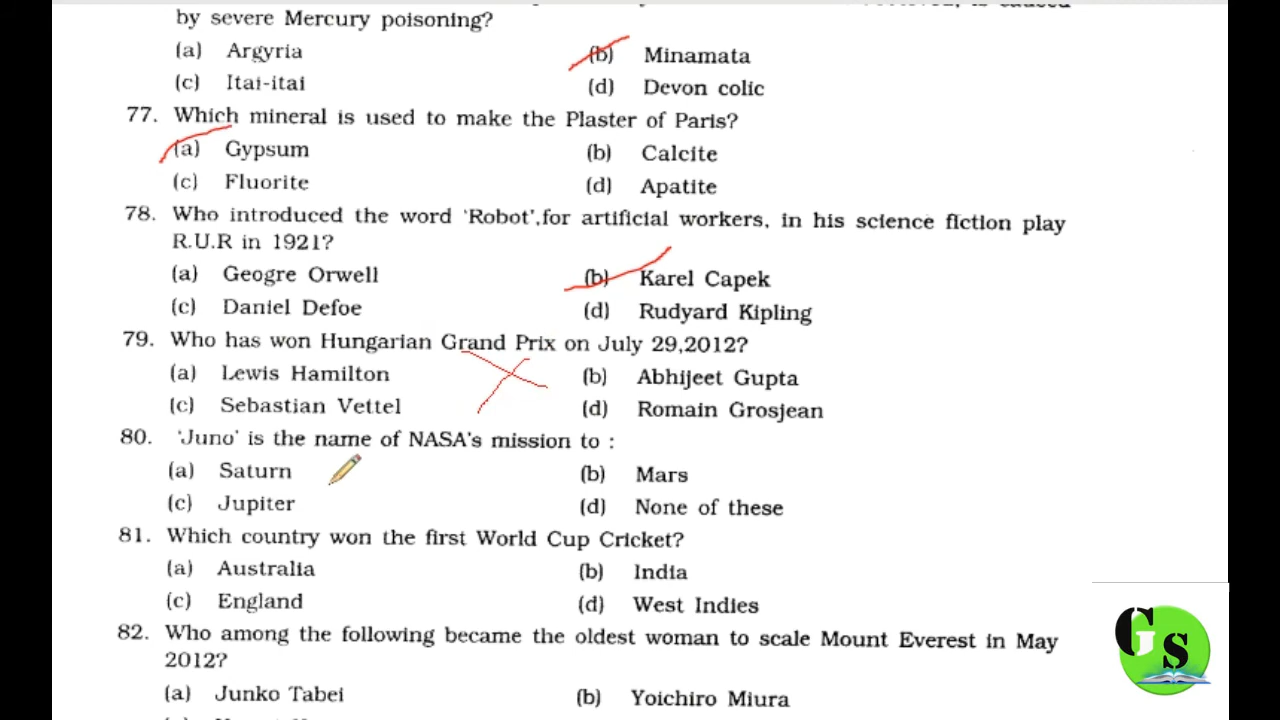 by severe Mercury poisoning?
(a) Argyria (b) Minamata
(c) Itai-itai (d) Devon colic
77. Which mineral is used to make the Plaster of Paris?
(a) Gypsum (b) Calcite
(c) Fluorite (d) Apatite
78. Who introduced the word ‘Robot’,for artificial workers, in his science fiction play
R.U.R in 1921?
(a) Geogre Orwell (b) Karel Capek
(c) Daniel Defoe (d) Rudyard Kipling
79. Who has won Hungarian Grand Prix on July 29,2012?
(a) Lewis Hamilton (b) Abhijeet Gupta
(c) Sebastian Vettel (d) Romain Grosjean
80. ‘Juno’ is the name of NASA's mission to :
(a) Saturn (b) Mars
(c) Jupiter (d) None of these
81. Which country won the first World Cup Cricket?
(a) Australia (b) India
(c) England (d) West Indies
82. Who among the following became the oldest woman to scale Mount Everest in May
2012?
(a) Junko Tabei (b) Yoichiro Miura
GS